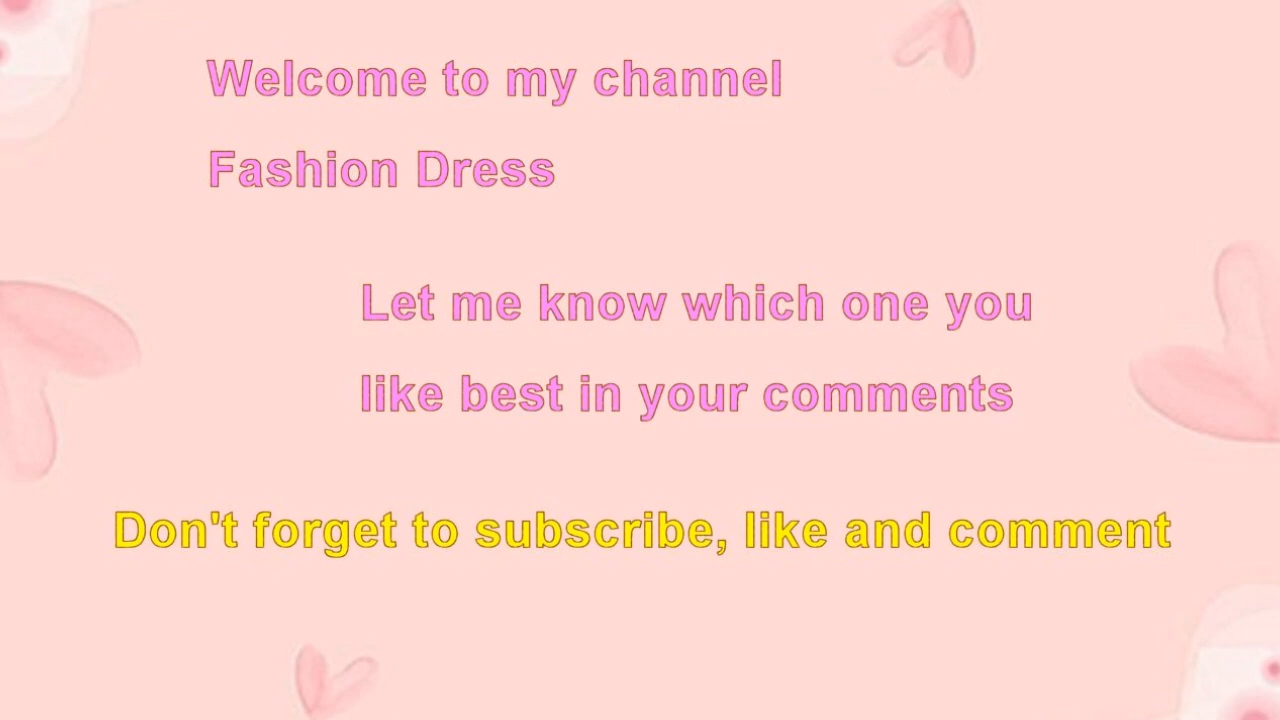 Welcome to my channel
Fashion Dress
Let me know which one you
like best in your comments
Don't forget to subscribe, like and comment